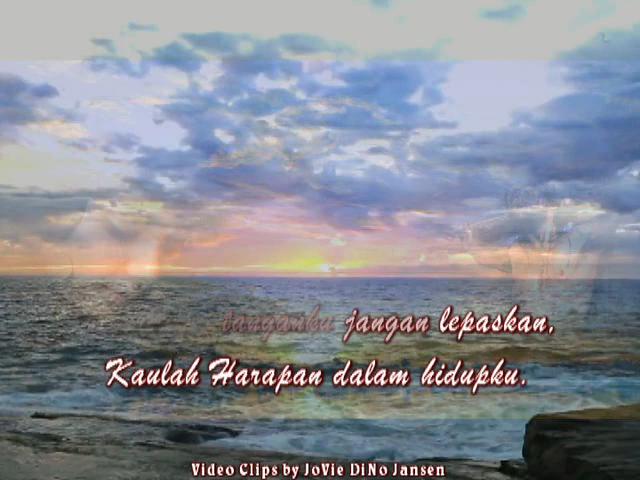 tanganku jangan lepaskan,
Kaulah Harapan dalam hidupku.
Video Clips by JoVie DiNo Jansen